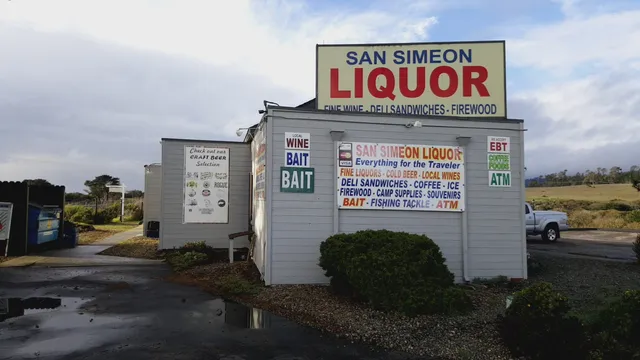 SAN SIMEON
LIQUOR
FINE WINE - DELI SANDWICHES - FIREWOOD
LOCAL
WINE
BAIT
BAIT
Check out our
CRAFT BEER
Selection
SAN SIMEON LIQUOR
Everything for the Traveler
FINE LIQUORS - COLD BEER - LOCAL WINES
DELI SANDWICHES - COFFEE - ICE
FIREWOOD - CAMP SUPPLIES - SOUVENIRS
BAIT - FISHING TACKLE - ATM
EBT
COFFEE
ATM